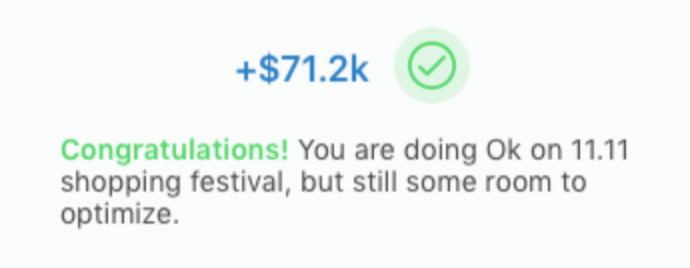 +$71.2k
Congratulations! You are doing Ok on 11.11
shopping festival, but still some room to
optimize.